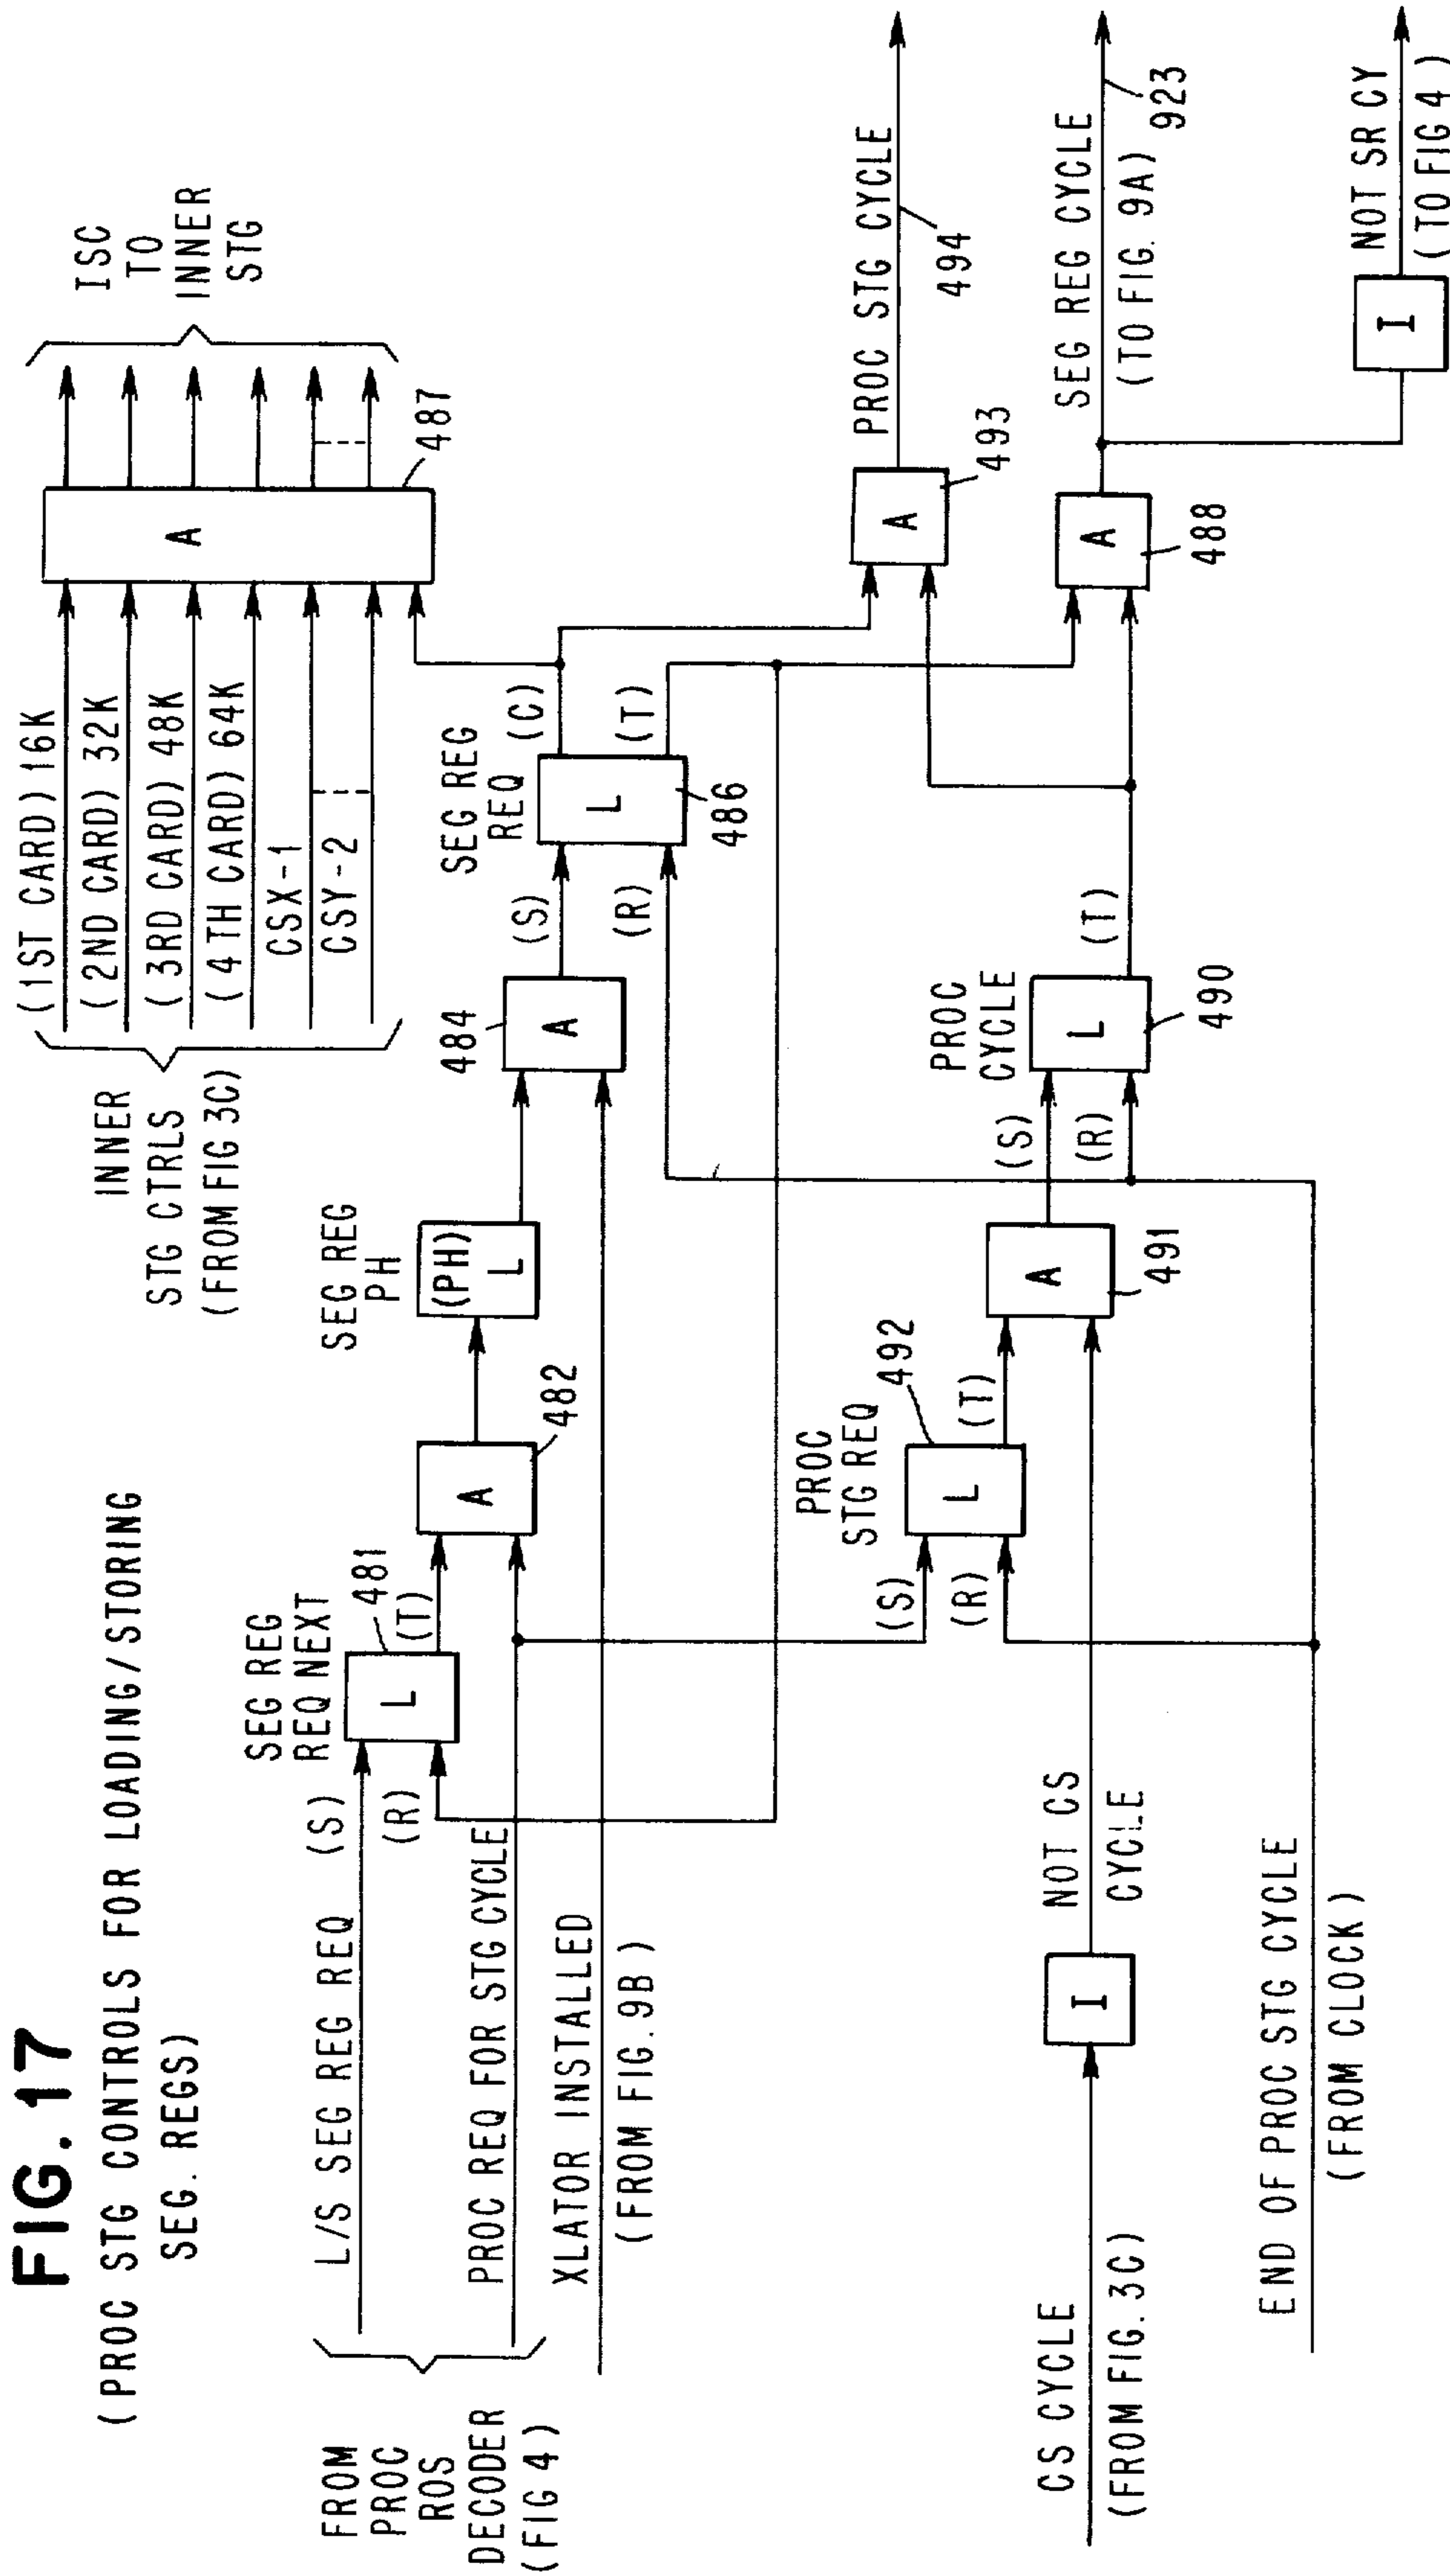 FIG. 17
(PROC STG CONTROLS FOR LOADING/STORING
SEG. REGS)
FROM
PROC
ROS
DECODER
(FIG 4)
L/S SEG REG REQ
(S)
(R)
SEG REG
REQ NEXT
L
481
(T)
PROC REQ FOR STG CYCLE
XLATOR INSTALLED
(FROM FIG. 9B)
A
482
SEG REG
PH
(PH)
L
484
A
(S)
(R)
SEG REG
REQ
L
486
(C)
(T)
INNER
STG CTRLS
(FROM FIG 3C)
(1ST CARD) 16K
(2ND CARD) 32K
(3RD CARD) 48K
(4TH CARD) 64K
CSX-1
CSY-2
A
487
ISC
TO
INNER
STG
CS CYCLE
(FROM FIG. 3C)
I
NOT CS
CYCLE
PROC
STG REQ
492
(S)
(R)
L
(T)
A
491
(S)
(R)
PROC
CYCLE
L
490
(T)
END OF PROC STG CYCLE
(FROM CLOCK)
A
493
PROC STG CYCLE
494
A
488
SEG REG CYCLE
(TO FIG. 9A)
923
I
NOT SR CY
(TO FIG 4)